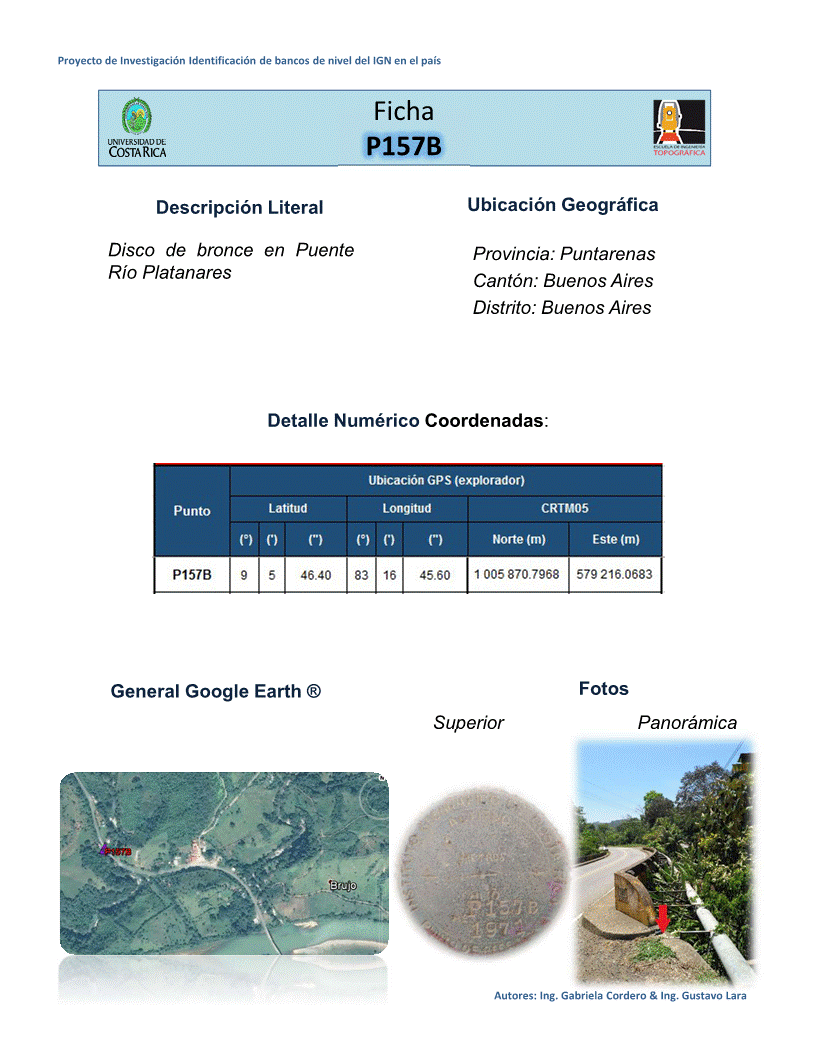 Proyecto de Investigación Identificación de bancos de nivel del IGN en el país
Ficha
P157B
UNIVERSIDAD DE
COSTA RICA
ESCUELA DE INGENIERÍA
TOPOGRÁFICA
Descripción Literal
Disco de bronce en Puente
Río Platanares
Ubicación Geográfica
Provincia: Puntarenas
Cantón: Buenos Aires
Distrito: Buenos Aires
Detalle Numérico Coordenadas:
Punto
Ubicación GPS (explorador)
Latitud Longitud CRTM05
(°) (') (") (°) (') (") Norte (m) Este (m)
P157B 9 5 46.40 83 16 45.60 1 005 870.7968 579 216.0683
General Google Earth ®
Fotos
Superior Panorámica
P157B
Brujo
P157B
197
Autores: Ing. Gabriela Cordero & Ing. Gustavo Lara